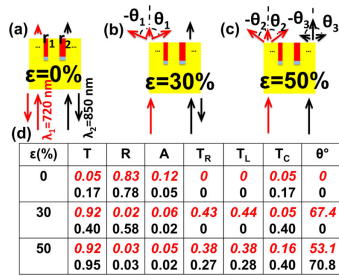 (a)
r₁ r₂
... ...
ε=0%
λ₁=720 nm
λ₂=850 nm
(b)
-θ₁ θ₁
... ...
ε=30%
(c)
-θ₂ θ₂ -θ₃ θ₃
... ...
ε=50%
(d)
ε(%) T R A T_R T_L T_C θ°
0 0.05 0.83 0.12 0 0 0.05 0
0.17 0.78 0.05 0 0 0.17 0
30 0.92 0.02 0.06 0.43 0.44 0.05 67.4
0.40 0.58 0.02 0 0 0.40 0
50 0.92 0.03 0.05 0.38 0.38 0.16 53.1
0.95 0.03 0.02 0.27 0.28 0.40 70.8